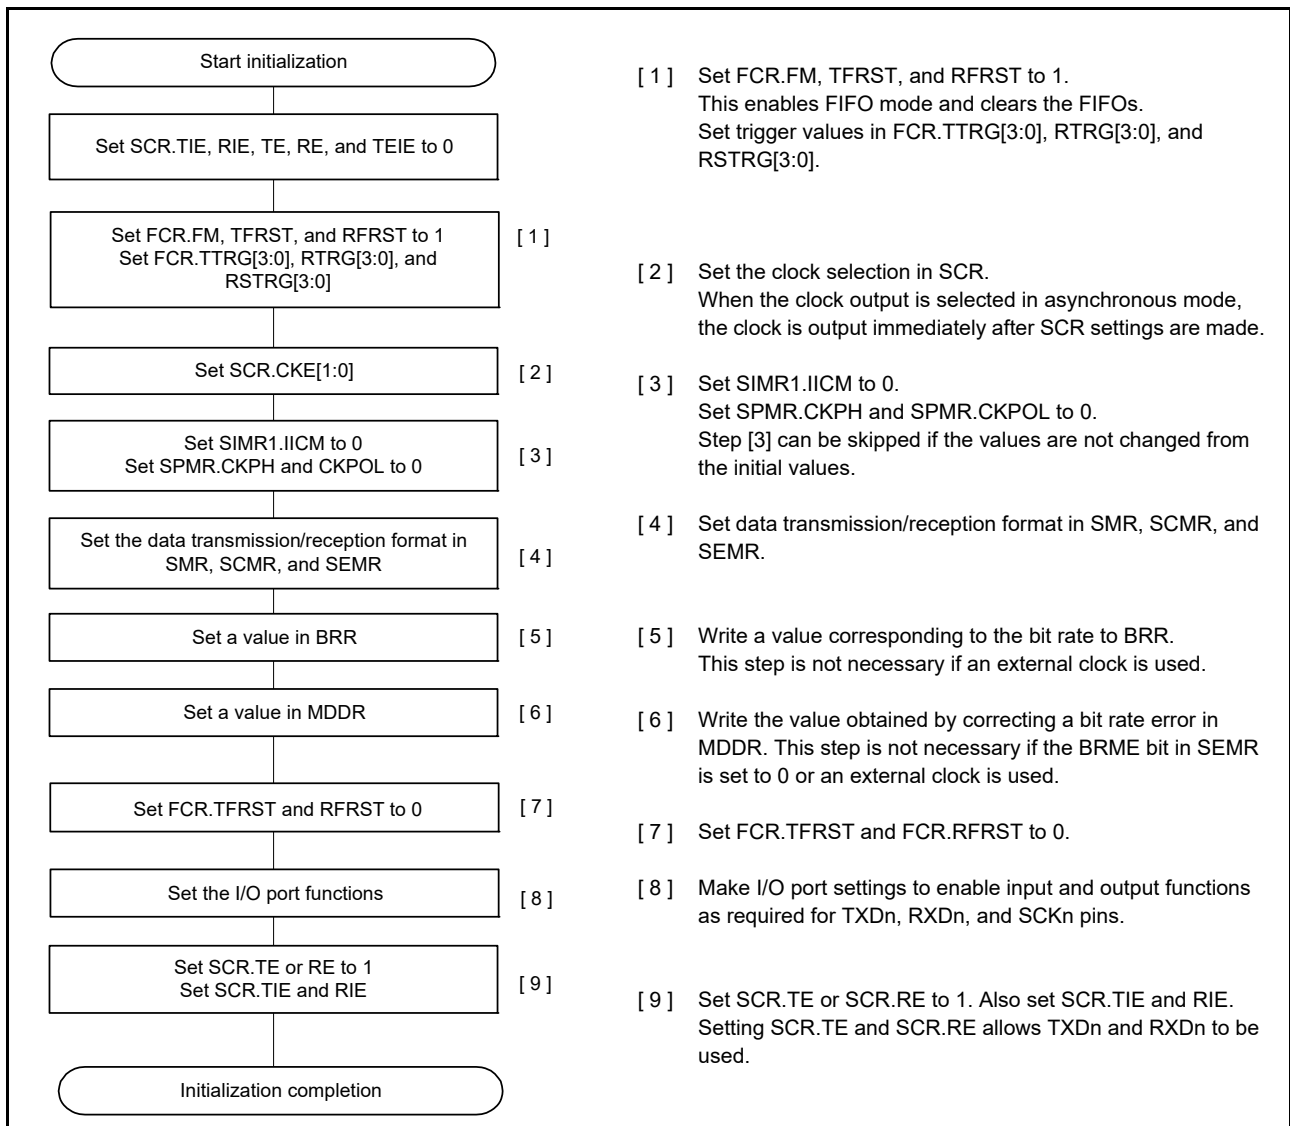 Start initialization
Set SCR.TIE, RIE, TE, RE, and TEIE to 0
Set FCR.FM, TFRST, and RFRST to 1
Set FCR.TTRG[3:0], RTRG[3:0], and
RSTRG[3:0]
[ 1 ]
Set SCR.CKE[1:0]
[ 2 ]
Set SIMR1.IICM to 0
Set SPMR.CKPH and CKPOL to 0
[ 3 ]
Set the data transmission/reception format in
SMR, SCMR, and SEMR
[ 4 ]
Set a value in BRR
[ 5 ]
Set a value in MDDR
[ 6 ]
Set FCR.TFRST and RFRST to 0
[ 7 ]
Set the I/O port functions
[ 8 ]
Set SCR.TE or RE to 1
Set SCR.TIE and RIE
[ 9 ]
Initialization completion
[ 1 ] Set FCR.FM, TFRST, and RFRST to 1.
This enables FIFO mode and clears the FIFOs.
Set trigger values in FCR.TTRG[3:0], RTRG[3:0], and
RSTRG[3:0].
[ 2 ] Set the clock selection in SCR.
When the clock output is selected in asynchronous mode,
the clock is output immediately after SCR settings are made.
[ 3 ] Set SIMR1.IICM to 0.
Set SPMR.CKPH and SPMR.CKPOL to 0.
Step [3] can be skipped if the values are not changed from
the initial values.
[ 4 ] Set data transmission/reception format in SMR, SCMR, and
SEMR.
[ 5 ] Write a value corresponding to the bit rate to BRR.
This step is not necessary if an external clock is used.
[ 6 ] Write the value obtained by correcting a bit rate error in
MDDR. This step is not necessary if the BRME bit in SEMR
is set to 0 or an external clock is used.
[ 7 ] Set FCR.TFRST and FCR.RFRST to 0.
[ 8 ] Make I/O port settings to enable input and output functions
as required for TXDn, RXDn, and SCKn pins.
[ 9 ] Set SCR.TE or SCR.RE to 1. Also set SCR.TIE and RIE.
Setting SCR.TE and SCR.RE allows TXDn and RXDn to be
used.